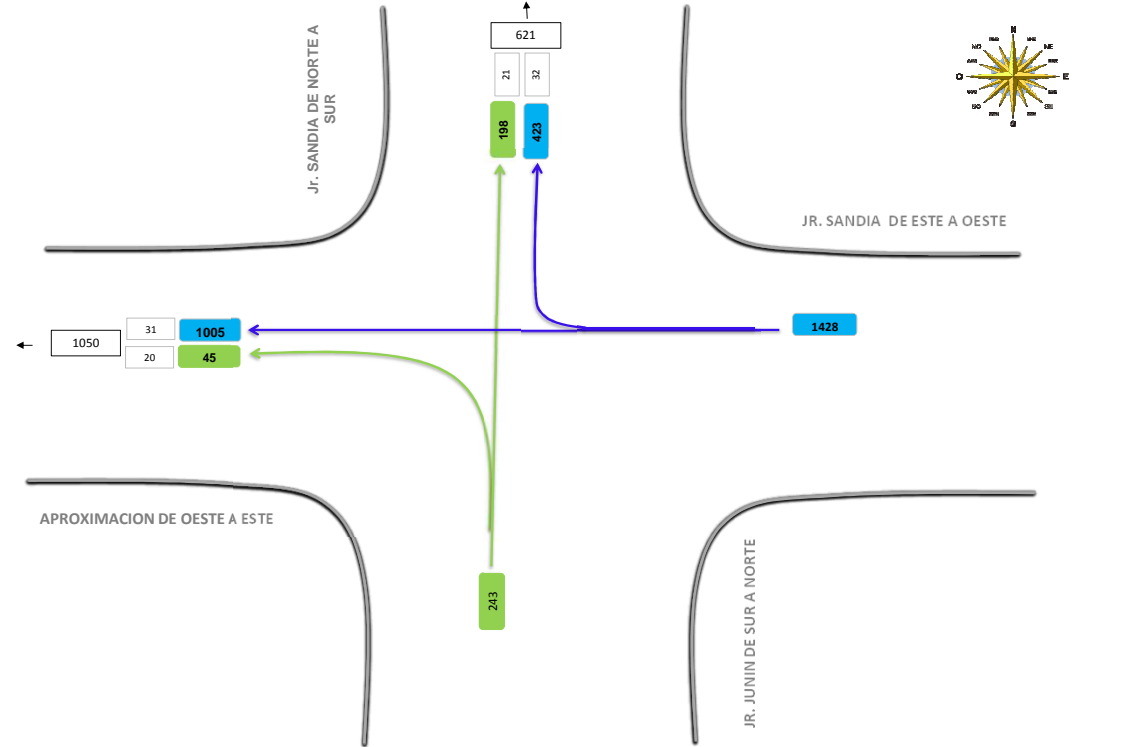 621
21
32
198
423
Jr. SANDIA DE NORTE A
SUR
N
NE
O
E
SO
SE
S
JR. SANDIA DE ESTE A OESTE
1428
31
1005
1050
20
45
APROXIMACION DE OESTE A ESTE
243
JR. JUNIN DE SUR A NORTE